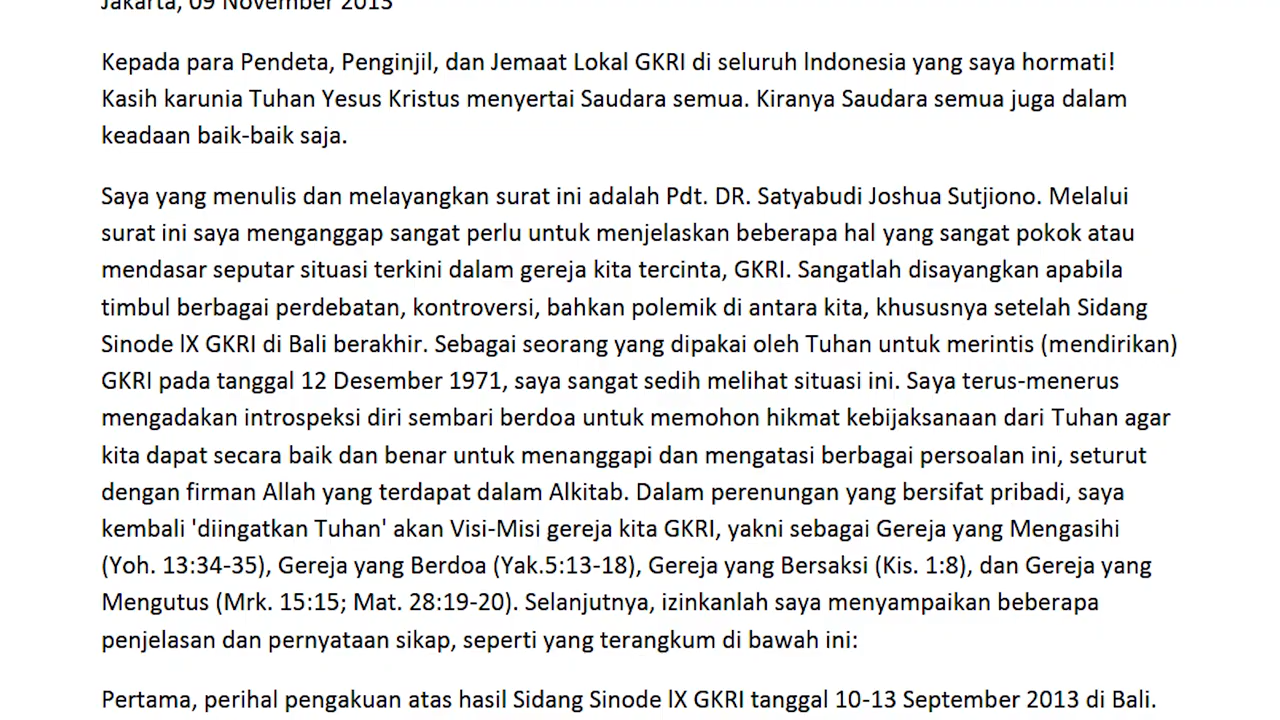 Jakarta, 09 November 2013
Kepada para Pendeta, Penginjil, dan Jemaat Lokal GKRI di seluruh Indonesia yang saya hormati!
Kasih karunia Tuhan Yesus Kristus menyertai Saudara semua. Kiranya Saudara semua juga dalam
keadaan baik-baik saja.
Saya yang menulis dan melayangkan surat ini adalah Pdt. DR. Satyabudi Joshua Sutjiono. Melalui
surat ini saya menganggap sangat perlu untuk menjelaskan beberapa hal yang sangat pokok atau
mendasar seputar situasi terkini dalam gereja kita tercinta, GKRI. Sangatlah disayangkan apabila
timbul berbagai perdebatan, kontroversi, bahkan polemik di antara kita, khususnya setelah Sidang
Sinode lX GKRI di Bali berakhir. Sebagai seorang yang dipakai oleh Tuhan untuk merintis (mendirikan)
GKRI pada tanggal 12 Desember 1971, saya sangat sedih melihat situasi ini. Saya terus-menerus
mengadakan introspeksi diri sembari berdoa untuk memohon hikmat kebijaksanaan dari Tuhan agar
kita dapat secara baik dan benar untuk menanggapi dan mengatasi berbagai persoalan ini, seturut
dengan firman Allah yang terdapat dalam Alkitab. Dalam perenungan yang bersifat pribadi, saya
kembali 'diingatkan Tuhan' akan Visi-Misi gereja kita GKRI, yakni sebagai Gereja yang Mengasihi
(Yoh. 13:34-35), Gereja yang Berdoa (Yak.5:13-18), Gereja yang Bersaksi (Kis. 1:8), dan Gereja yang
Mengutus (Mrk. 15:15; Mat. 28:19-20). Selanjutnya, izinkanlah saya menyampaikan beberapa
penjelasan dan pernyataan sikap, seperti yang terangkum di bawah ini:
Pertama, perihal pengakuan atas hasil Sidang Sinode lX GKRI tanggal 10-13 September 2013 di Bali.